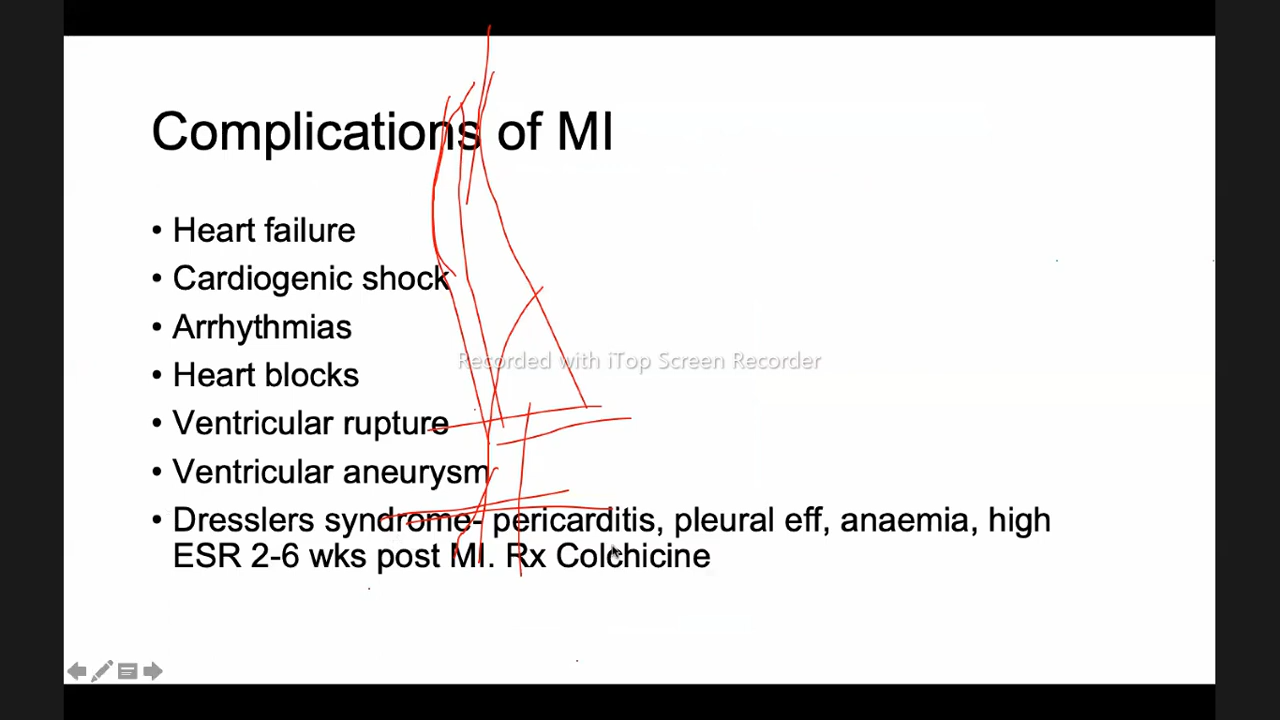 Complications of MI
• Heart failure
• Cardiogenic shock
• Arrhythmias
Recorded with iTop Screen Recorder
• Heart blocks
• Ventricular rupture
• Ventricular aneurysm
• Dresslers syndrome- pericarditis, pleural eff, anaemia, high
ESR 2-6 wks post MI. Rx Colchicine